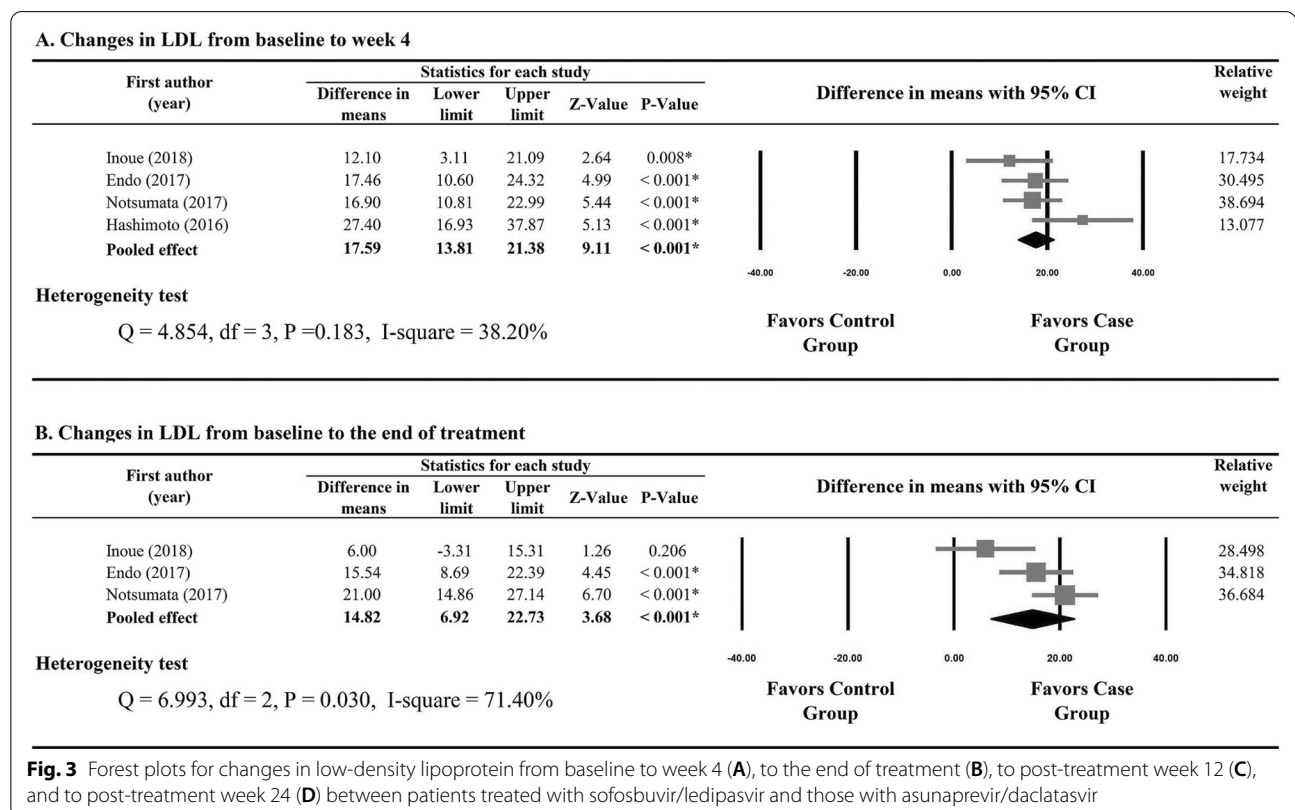 A. Changes in LDL from baseline to week 4
First author (year) Statistics for each study Difference in means with 95% CI Relative weight
Difference in means Lower limit Upper limit Z-Value P-Value
Inoue (2018) 12.10 3.11 21.09 2.64 0.008* 17.734
Endo (2017) 17.46 10.60 24.32 4.99 < 0.001* 30.495
Notsumata (2017) 16.90 10.81 22.99 5.44 < 0.001* 38.694
Hashimoto (2016) 27.40 16.93 37.87 5.13 < 0.001* 13.077
Pooled effect 17.59 13.81 21.38 9.11 < 0.001*
-40.00 -20.00 0.00 20.00 40.00
Heterogeneity test
Q = 4.854, df = 3, P =0.183, I-square = 38.20%
Favors Control Group Favors Case Group
B. Changes in LDL from baseline to the end of treatment
First author (year) Statistics for each study Difference in means with 95% CI Relative weight
Difference in means Lower limit Upper limit Z-Value P-Value
Inoue (2018) 6.00 -3.31 15.31 1.26 0.206 28.498
Endo (2017) 15.54 8.69 22.39 4.45 < 0.001* 34.818
Notsumata (2017) 21.00 14.86 27.14 6.70 < 0.001* 36.684
Pooled effect 14.82 6.92 22.73 3.68 < 0.001*
-40.00 -20.00 0.00 20.00 40.00
Heterogeneity test
Q = 6.993, df = 2, P = 0.030, I-square = 71.40%
Favors Control Group Favors Case Group
Fig. 3 Forest plots for changes in low-density lipoprotein from baseline to week 4 (A), to the end of treatment (B), to post-treatment week 12 (C),
and to post-treatment week 24 (D) between patients treated with sofosbuvir/ledipasvir and those with asunaprevir/daclatasvir